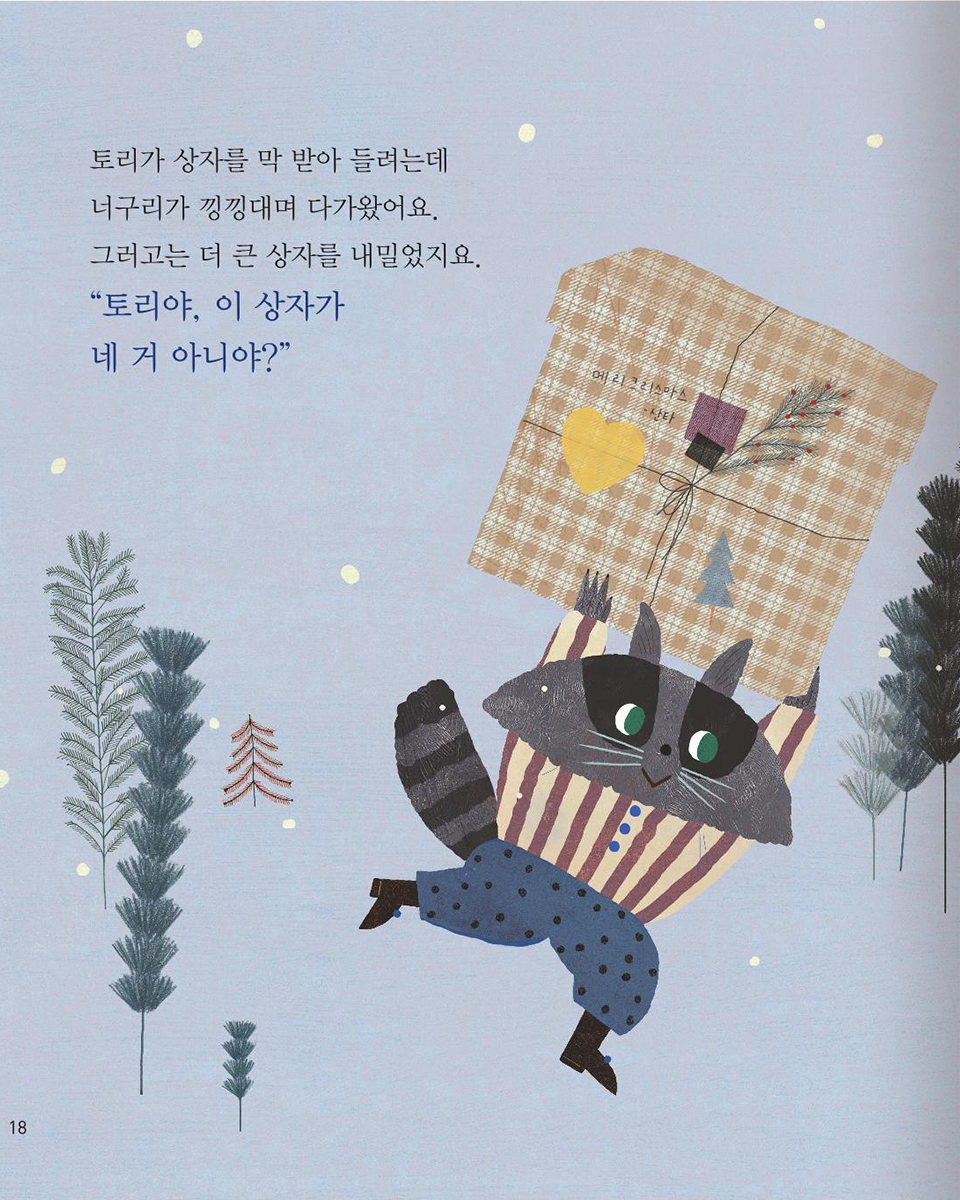 토리가 상자를 막 받아 들려는데
너구리가 낑낑대며 다가왔어요.
그러고는 더 큰 상자를 내밀었지요.
“토리야, 이 상자가
네 거 아니야?”
메리 크리스마스
-산타
18